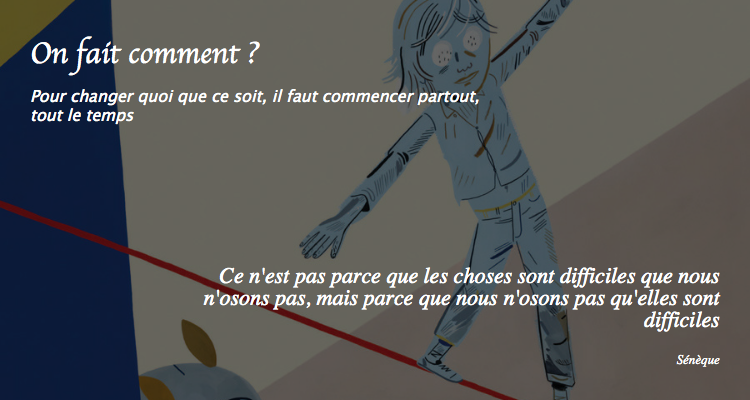 On fait comment ?
Pour changer quoi que ce soit, il faut commencer partout,
tout le temps
Ce n'est pas parce que les choses sont difficiles que nous
n'osons pas, mais parce que nous n'osons pas qu'elles sont
difficiles
Sénèque